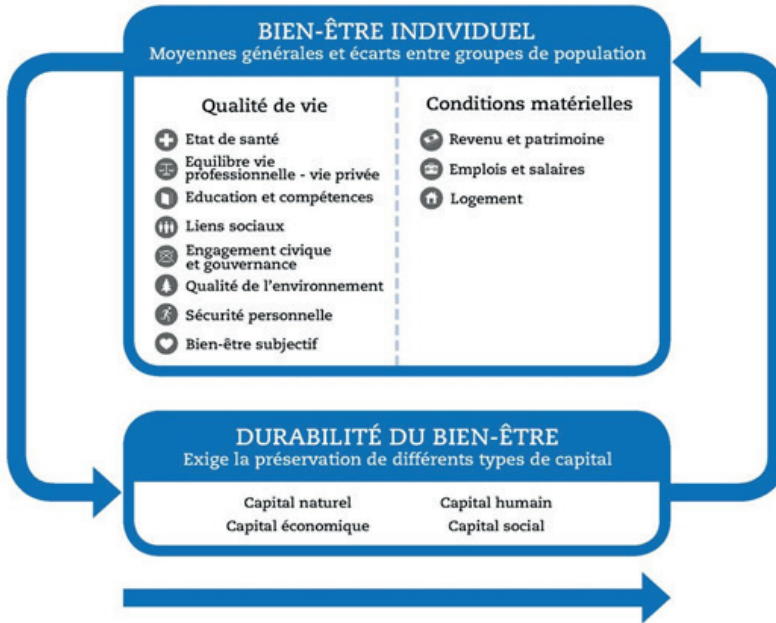 BIEN-ÊTRE INDIVIDUEL
Moyennes générales et écarts entre groupes de population
Qualité de vie
Etat de santé
Equilibre vie
professionnelle - vie privée
Education et compétences
Liens sociaux
Engagement civique
et gouvernance
Qualité de l'environnement
Sécurité personnelle
Bien-être subjectif
Conditions matérielles
Revenu et patrimoine
Emplois et salaires
Logement
DURABILITÉ DU BIEN-ÊTRE
Exige la préservation de différents types de capital
Capital naturel
Capital humain
Capital économique
Capital social